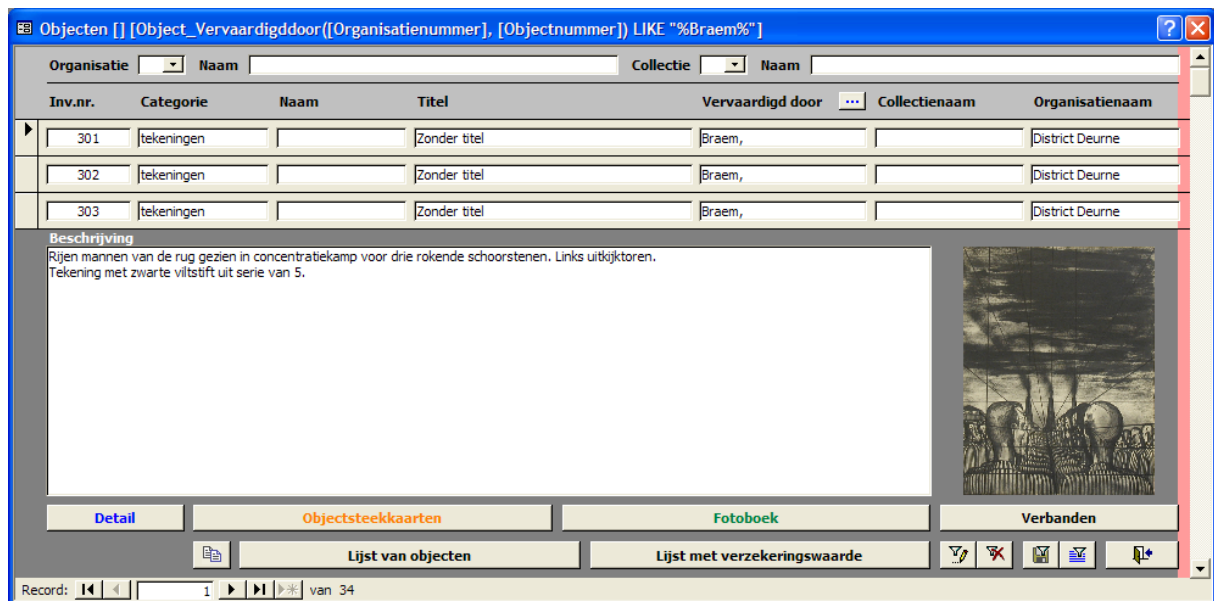 Objecten [] [Object_Vervaardigddoor([Organisatienummer], [Objectnummer]) LIKE "%Braem%"]
Organisatie Naam Collectie Naam
Inv.nr. Categorie Naam Titel Vervaardigd door ... Collectienaam Organisatienaam
301 tekeningen Zonder titel Braem, District Deurne
302 tekeningen Zonder titel Braem, District Deurne
303 tekeningen Zonder titel Braem, District Deurne
Beschrijving
Rijen mannen van de rug gezien in concentratiekamp voor drie rokende schoorstenen. Links uitkijktoren.
Tekening met zwarte viltstift uit serie van 5.
Detail Objectsteekkaarten Fotoboek Verbanden
Lijst van objecten Lijst met verzekeringswaarde
Record: 1 van 34